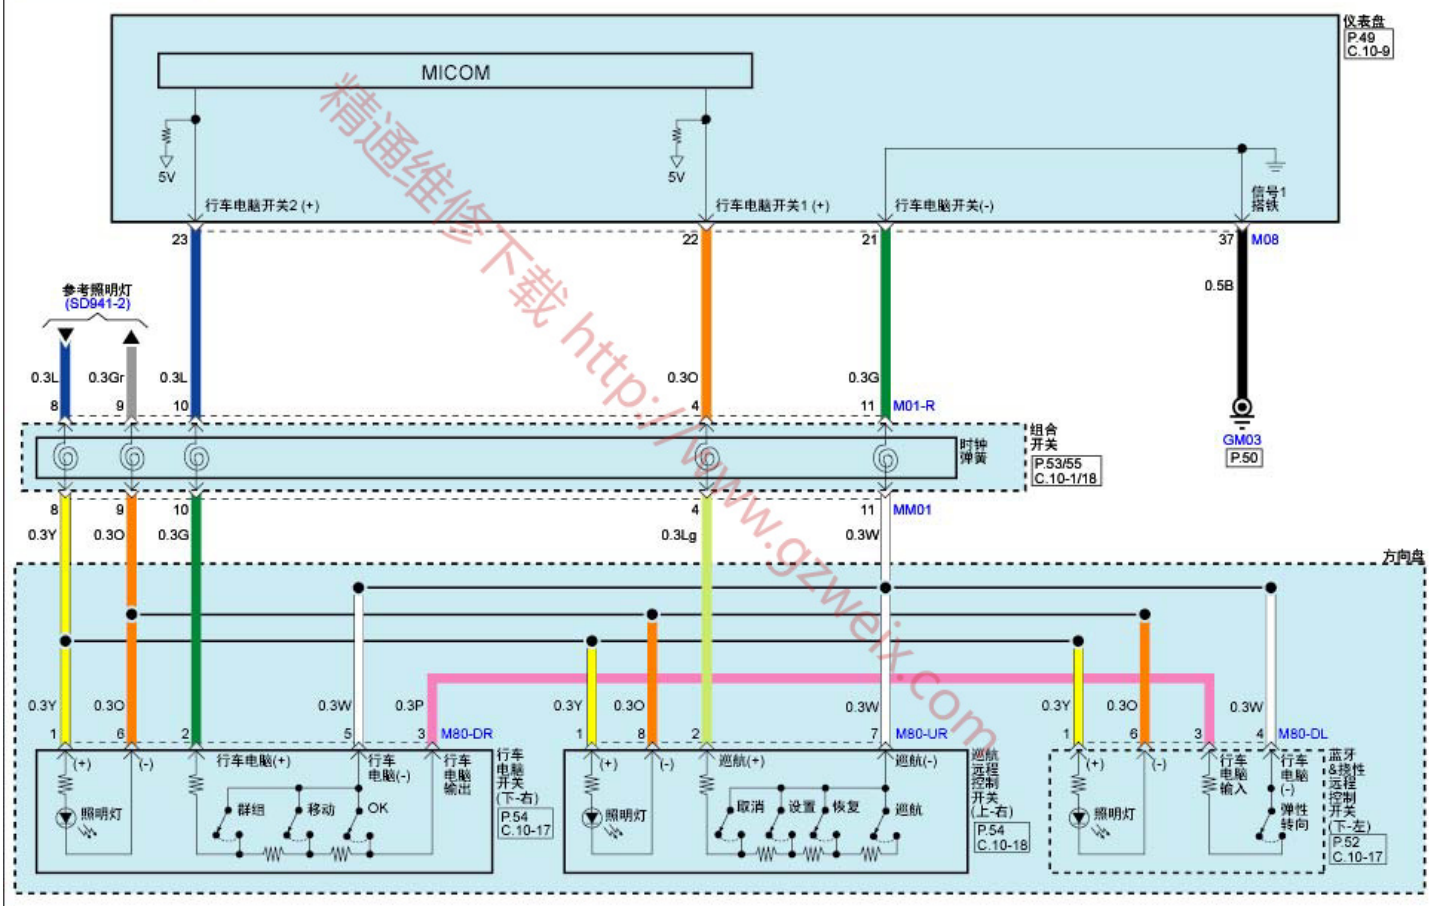 仪表盘
P.49
C.10-9
MICOM
5V
5V
行车电脑开关2 (+)
行车电脑开关1 (+)
行车电脑开关(-)
信号1
搭铁
23
22
21
37
M08
参考照明灯
(SD941-2)
0.5B
0.3L
0.3Gr
0.3L
0.3O
0.3G
8
9
10
4
11
M01-R
GM03
P.50
时钟
弹簧
组合
开关
P.53/55
C.10-1/18
8
9
10
4
11
MM01
0.3Y
0.3O
0.3G
0.3Lg
0.3W
方向盘
0.3Y
0.3O
0.3W
0.3P
0.3Y
0.3O
0.3W
0.3Y
0.3O
0.3W
1
6
2
5
3
M80-DR
1
8
2
7
M80-UR
1
6
3
4
M80-DL
(+)
(-)
行车电脑(+)
行车
电脑(-)
行车
电脑
输出
照明灯
群组
移动
OK
行车
电脑
开关
(下-右)
P.54
C.10-17
(+)
(-)
巡航(+)
巡航(-)
照明灯
取消
设置
恢复
巡航
巡航
远程
控制
开关
(上-右)
P.54
C.10-18
(+)
(-)
行车
电脑
输入
行车
电脑
(-)
照明灯
弹性
转向
蓝牙
&挠性
远程
控制
开关
(下-左)
P.52
C.10-17
精通维修下载 http://www.gzweix.com